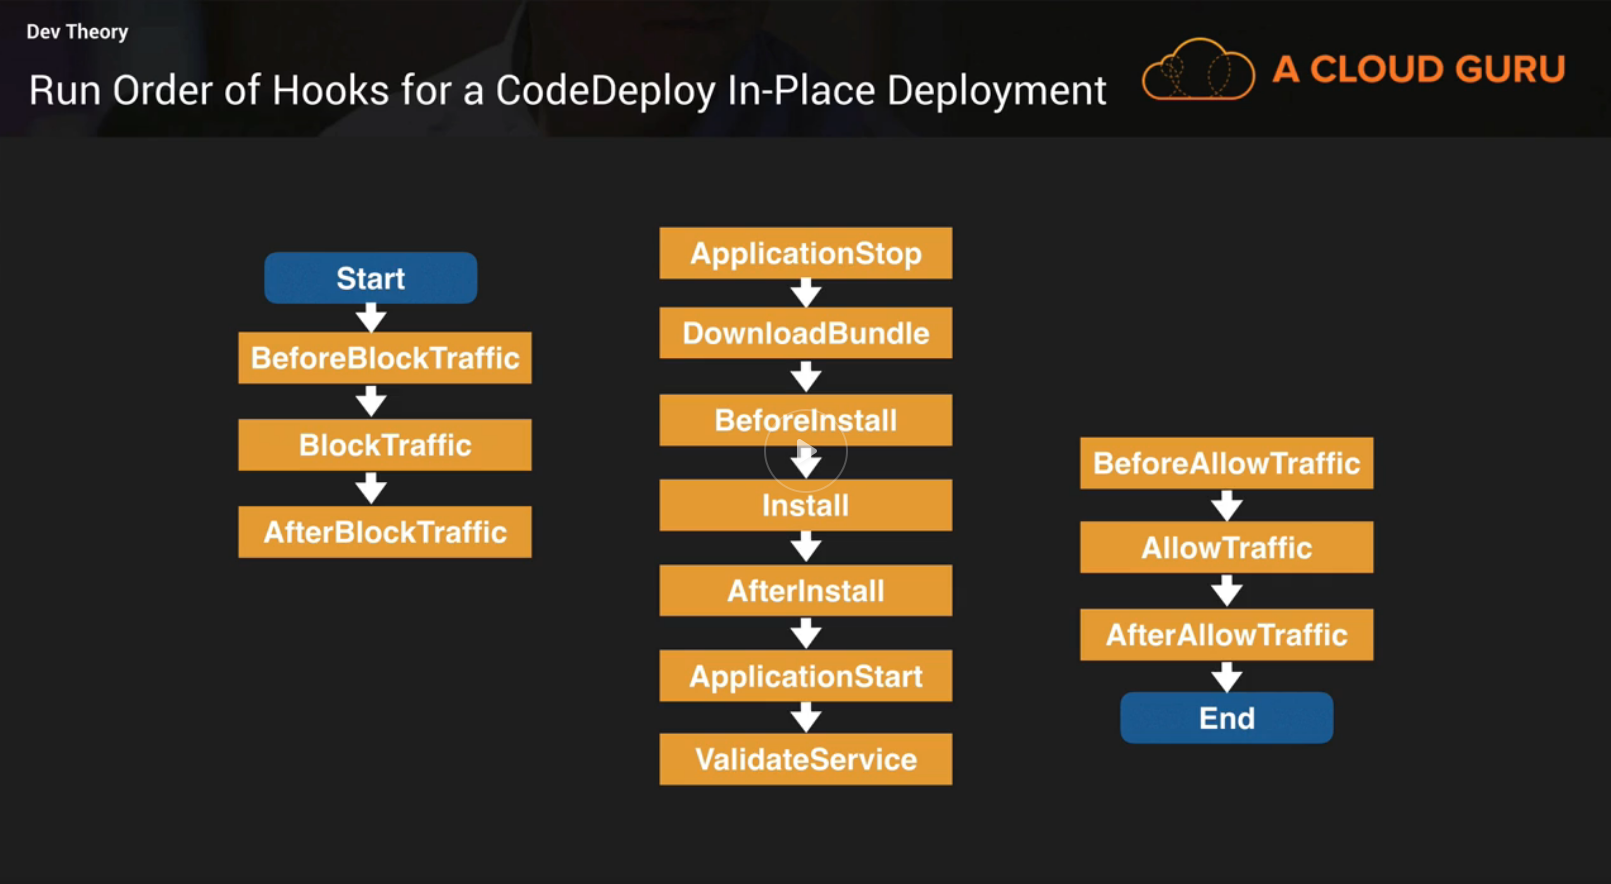 Dev Theory
Run Order of Hooks for a CodeDeploy In-Place Deployment
A CLOUD GURU
Start
BeforeBlockTraffic
BlockTraffic
AfterBlockTraffic
ApplicationStop
DownloadBundle
BeforeInstall
Install
AfterInstall
ApplicationStart
ValidateService
BeforeAllowTraffic
AllowTraffic
AfterAllowTraffic
End